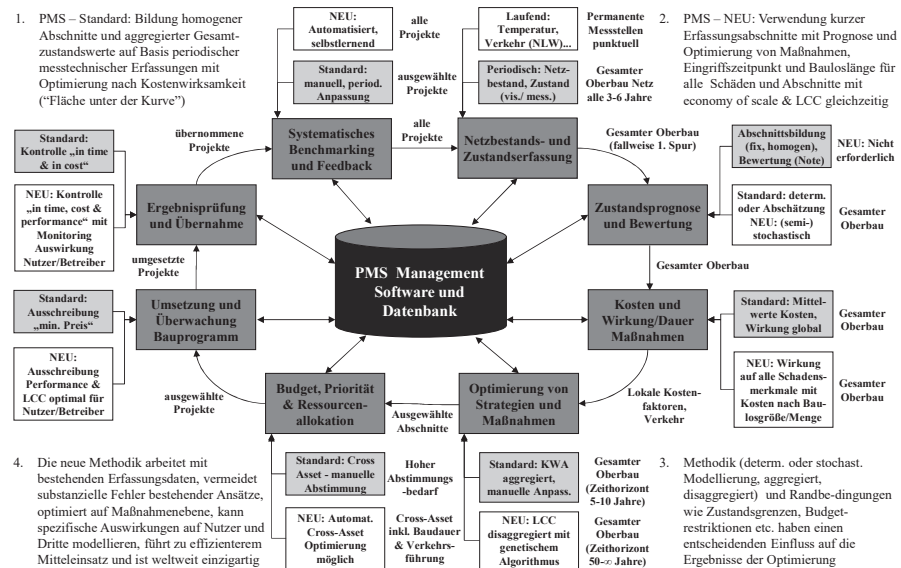 1. PMS – Standard: Bildung homogener
Abschnitte und aggregierter Gesamt-
zustandswerte auf Basis periodischer
messtechnischer Erfassungen mit
Optimierung nach Kostenwirksamkeit
(“Fläche unter der Kurve”)
NEU:
Automatisiert,
selbstlernend
alle
Projekte
Standard:
manuell, period.
Anpassung
ausgewählte
Projekte
Laufend:
Temperatur,
Verkehr (NLW)...
Permanente
Messstellen
punktuell
Periodisch: Netz-
bestand, Zustand
(vis./ mess.)
Gesamter
Oberbau Netz
alle 3-6 Jahre
2. PMS – NEU: Verwendung kurzer
Erfassungsabschnitte mit Prognose und
Optimierung von Maßnahmen,
Eingriffszeitpunkt und Bauloslänge für
alle Schäden und Abschnitte mit
economy of scale & LCC gleichzeitig
Standard:
Kontrolle „in time
& in cost“
übernommene
Projekte
Systematisches
Benchmarking
und Feedback
alle
Projekte
Netzbestands- und
Zustandserfassung
Gesamter Oberbau
(fallweise 1. Spur)
Abschnittsbildung
(fix, homogen),
Bewertung (Note)
NEU: Nicht
erforderlich
NEU: Kontrolle
„in time, cost &
performance“ mit
Monitoring
Auswirkung
Nutzer/Betreiber
Ergebnisprüfung
und Übernahme
Zustandsprognose
und Bewertung
Standard: determ.
oder Abschätzung
NEU: (semi-)
stochastisch
Gesamter
Oberbau
umgesetzte
Projekte
PMS Management
Software und
Datenbank
Gesamter Oberbau
Standard:
Ausschreibung
„min. Preis“
Umsetzung und
Überwachung
Bauprogramm
Kosten und
Wirkung/Dauer
Maßnahmen
Standard: Mittel-
werte Kosten,
Wirkung global
Gesamter
Oberbau
NEU:
Ausschreibung
Performance &
LCC optimal für
Nutzer/Betreiber
NEU: Wirkung
auf alle Schadens-
merkmale mit
Kosten nach Bau-
losgröße/Menge
Gesamter
Oberbau
ausgewählte
Projekte
Budget, Priorität
& Ressourcen-
allokation
Ausgewählte
Abschnitte
Optimierung von
Strategien und
Maßnahmen
Lokale Kosten-
faktoren,
Verkehr
4. Die neue Methodik arbeitet mit
bestehenden Erfassungsdaten, vermeidet
substanzielle Fehler bestehender Ansätze,
optimiert auf Maßnahmenebene, kann
spezifische Auswirkungen auf Nutzer und
Dritte modellieren, führt zu effizienterem
Mitteleinsatz und ist weltweit einzigartig
Standard: Cross
Asset - manuelle
Abstimmung
Hoher
Abstimmungs
-bedarf
NEU: Automat.
Cross-Asset
Optimierung
möglich
Cross-Asset
inkl. Baudauer
& Verkehrs-
führung
Standard: KWA
aggregiert,
manuelle Anpass.
Gesamter
Oberbau
(Zeithorizont
5-10 Jahre)
NEU: LCC
disaggregiert mit
genetischem
Algorithmus
Gesamter
Oberbau
(Zeithorizont
50-∞ Jahre)
3. Methodik (determ. oder stochast.
Modellierung, aggregiert,
disaggregiert) und Randbe-dingungen
wie Zustandsgrenzen, Budget-
restriktionen etc. haben einen
entscheidenden Einfluss auf die
Ergebnisse der Optimierung